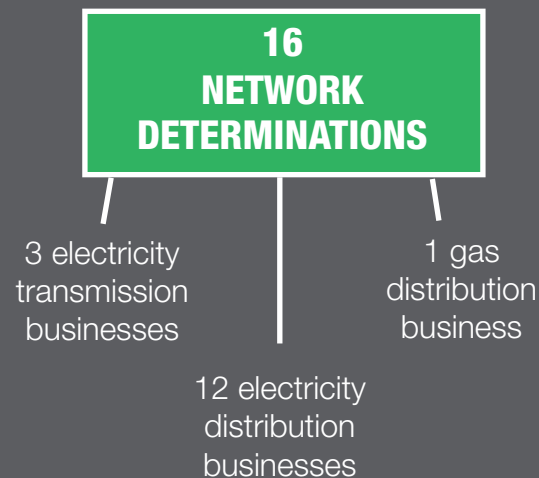 16
NETWORK
DETERMINATIONS
3 electricity
transmission
businesses
12 electricity
distribution
businesses
1 gas
distribution
business